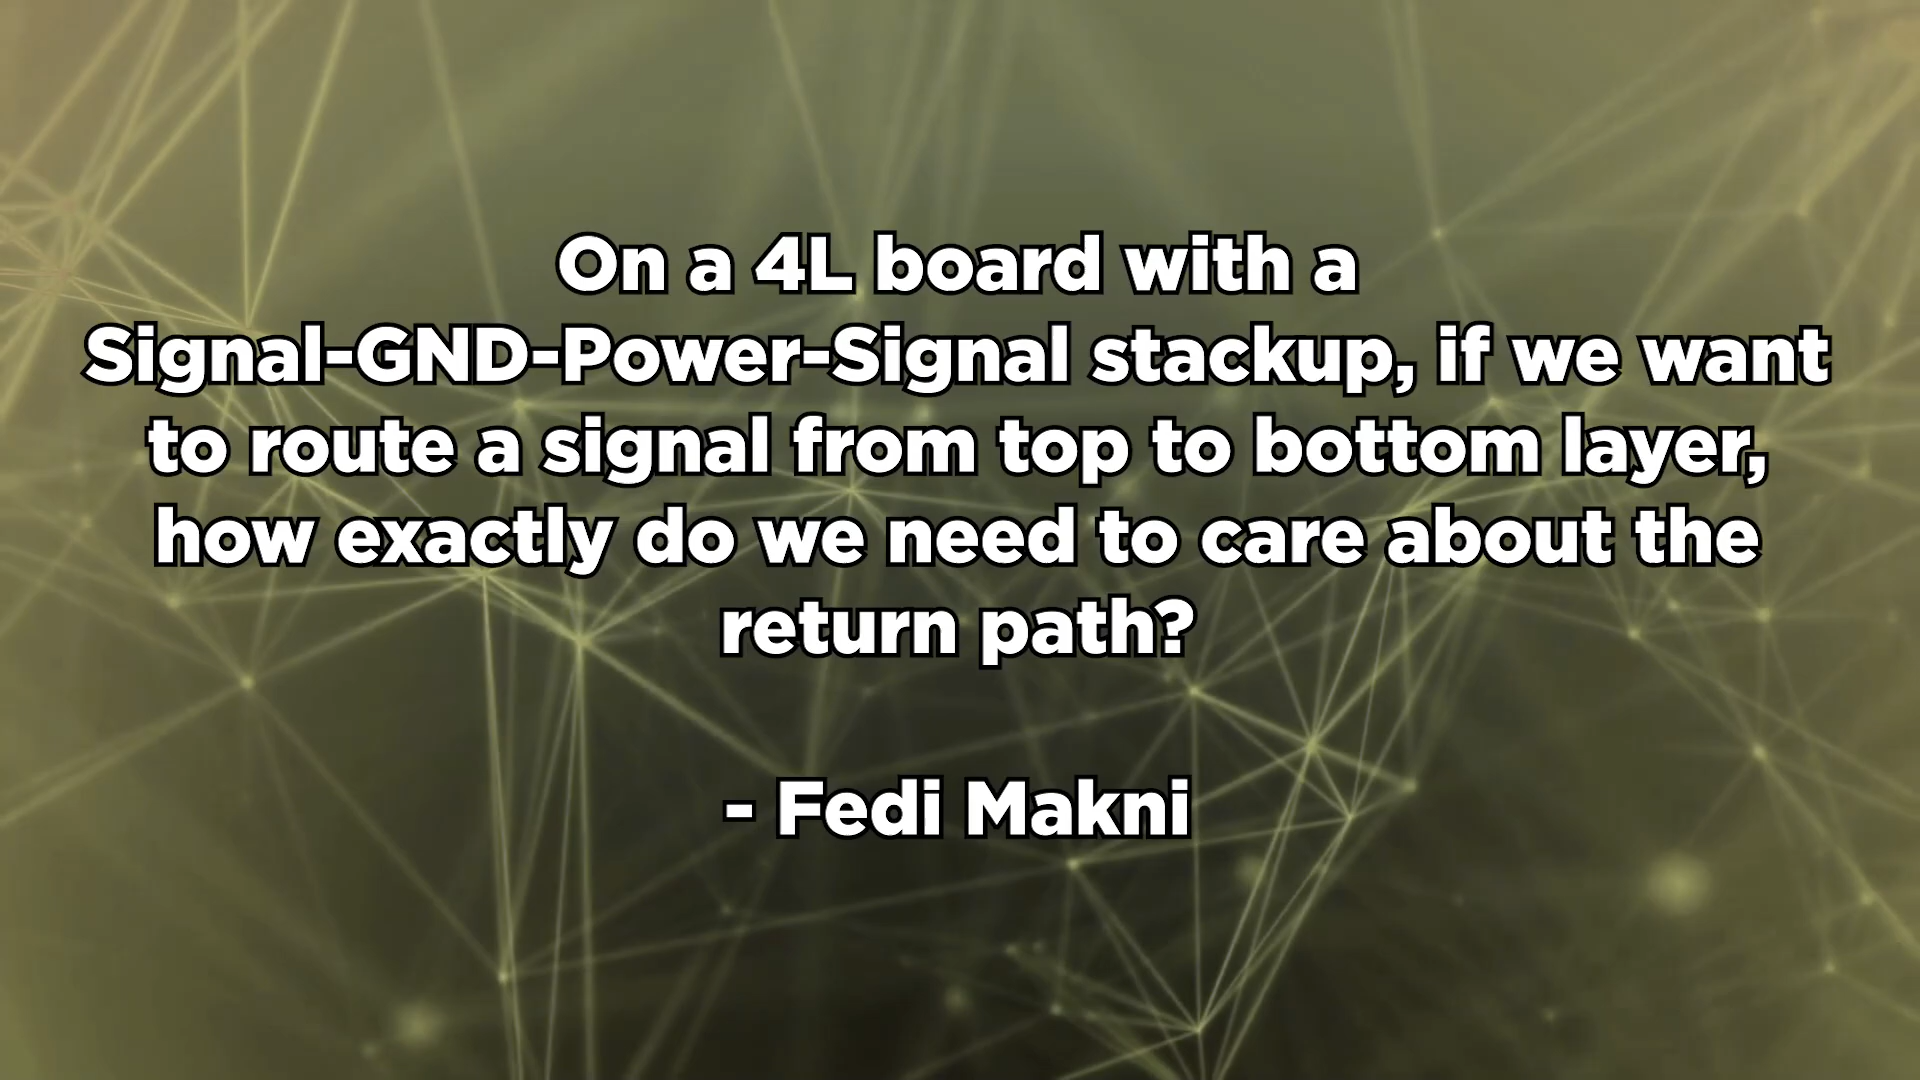 On a 4L board with a
Signal-GND-Power-Signal stackup, if we want
to route a signal from top to bottom layer,
how exactly do we need to care about the
return path?
- Fedi Makni